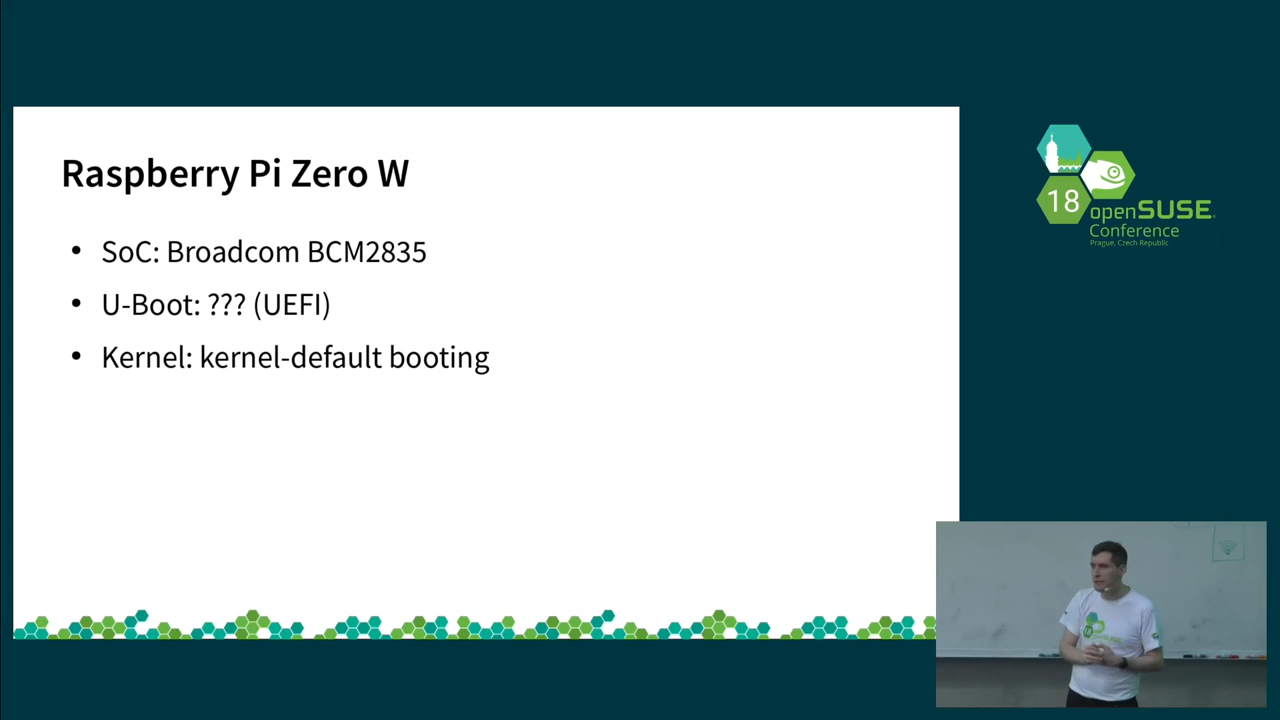 Raspberry Pi Zero W
• SoC: Broadcom BCM2835
• U-Boot: ??? (UEFI)
• Kernel: kernel-default booting
18
openSUSE
Conference
Prague, Czech Republic